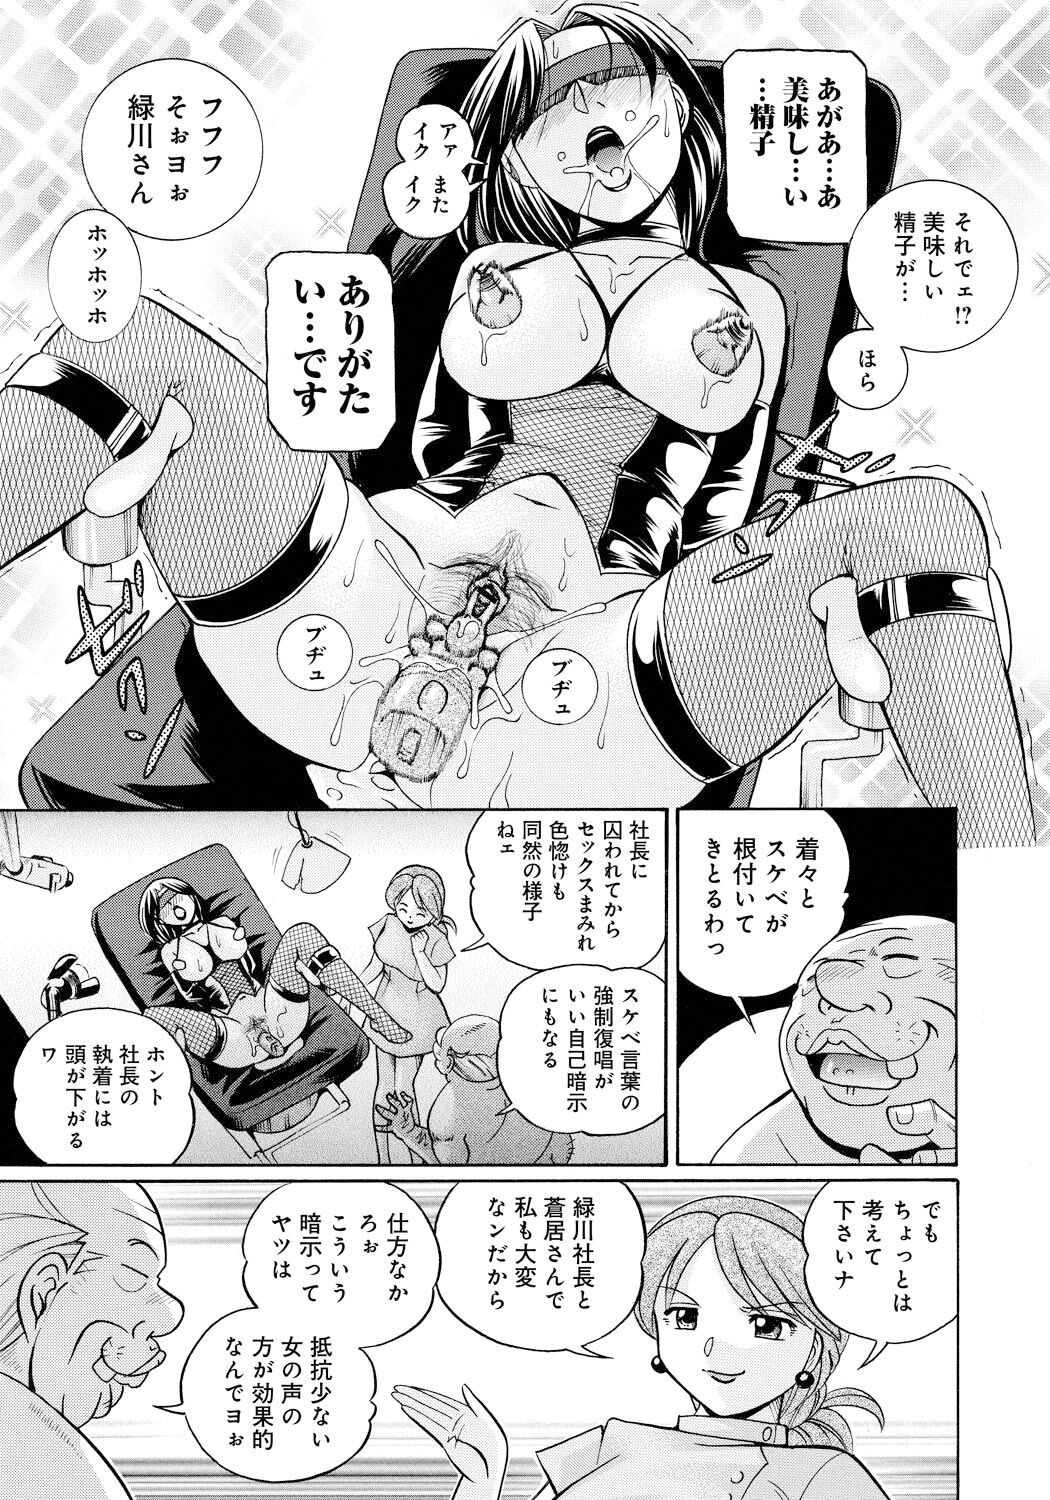 それでェ!?
美味しい
精子が…
ほら
あがあ…あ
美味し…い
…精子
アァ また
イク イク
フフフ
そぉヨぉ
緑川さん
ホッホッホ
ありがた
い…です
ブヂュ
ブヂュ
着々と
スケベが
根付いて
きとるわっ
社長に
囚われてから
セックスまみれ
色惚けも
同然の様子
ねェ
スケベ言葉の
強制復唱が
いい自己暗示
にもなる
ホント
社長の
執着には
頭が下がる
ワ
でも
ちょっとは
考えて
下さいナ
緑川社長と
蒼居さんで
私も大変
なンだから
仕方なか
ろぉ
こういう
暗示って
ヤツは
抵抗少ない
女の声の
方が効果的
なんでヨぉ